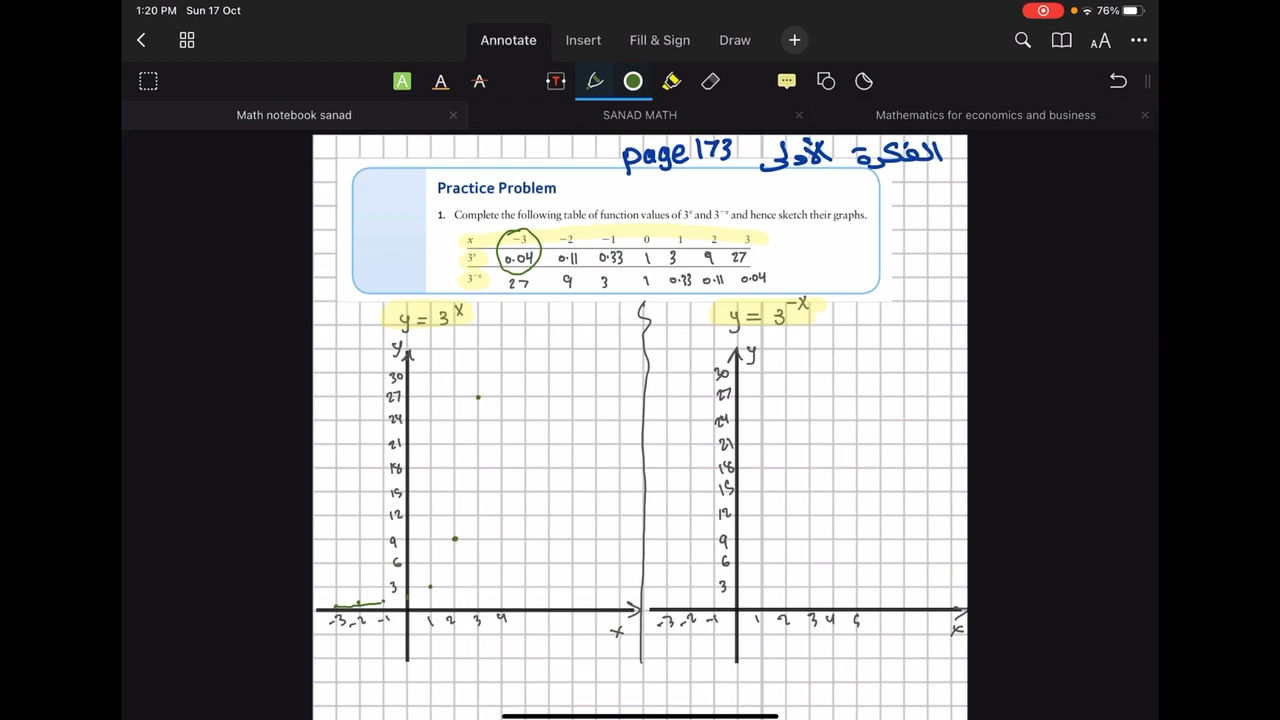 1:20 PM Sun 17 Oct 76%
Annotate Insert Fill & Sign Draw
Math notebook sanad SANAD MATH Mathematics for economics and business
page 173 الفكرة الأولى
Practice Problem
1. Complete the following table of function values of 3ˣ and 3⁻ˣ and hence sketch their graphs.
x −3 −2 −1 0 1 2 3
3ˣ 0.04 0.11 0.33 1 3 9 27
3⁻ˣ 27 9 3 1 0.33 0.11 0.04
y = 3ˣ y = 3⁻ˣ
y y
30 30
27 27
24 24
21 21
18 18
15 15
12 12
9 9
6 6
3 3
-3 -2 -1 1 2 3 4 -3 -2 -1 1 2 3 4 5
x x